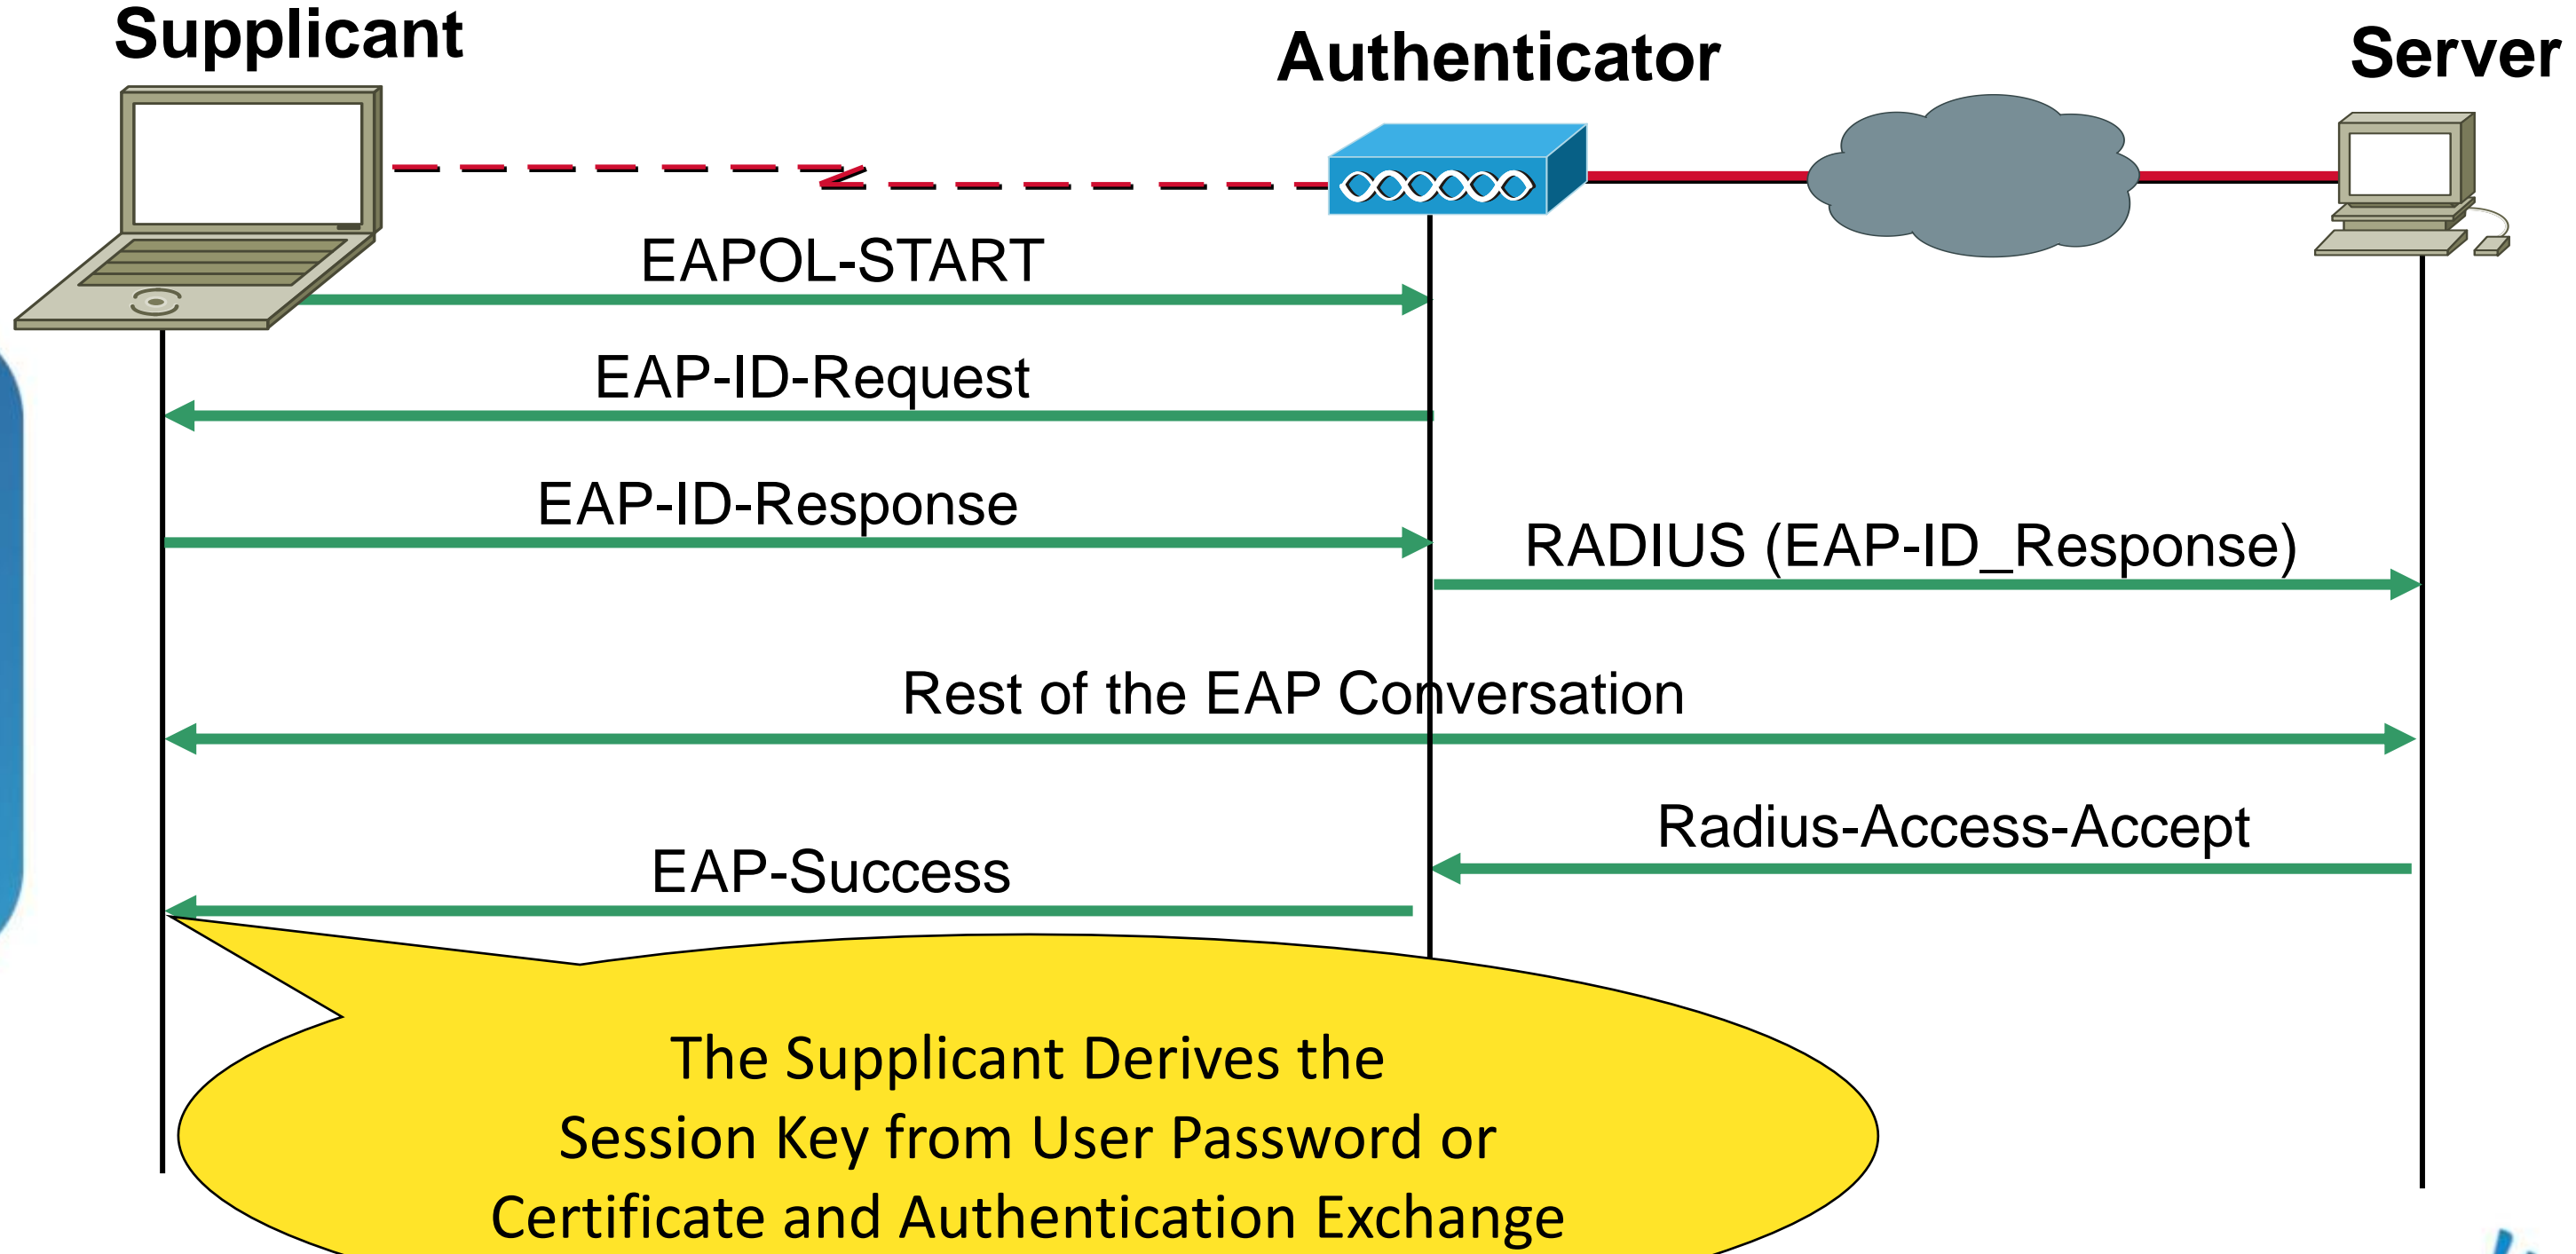 Supplicant
Authenticator
Server
EAPOL-START
EAP-ID-Request
EAP-ID-Response
RADIUS (EAP-ID_Response)
Rest of the EAP Conversation
Radius-Access-Accept
EAP-Success
The Supplicant Derives the
Session Key from User Password or
Certificate and Authentication Exchange